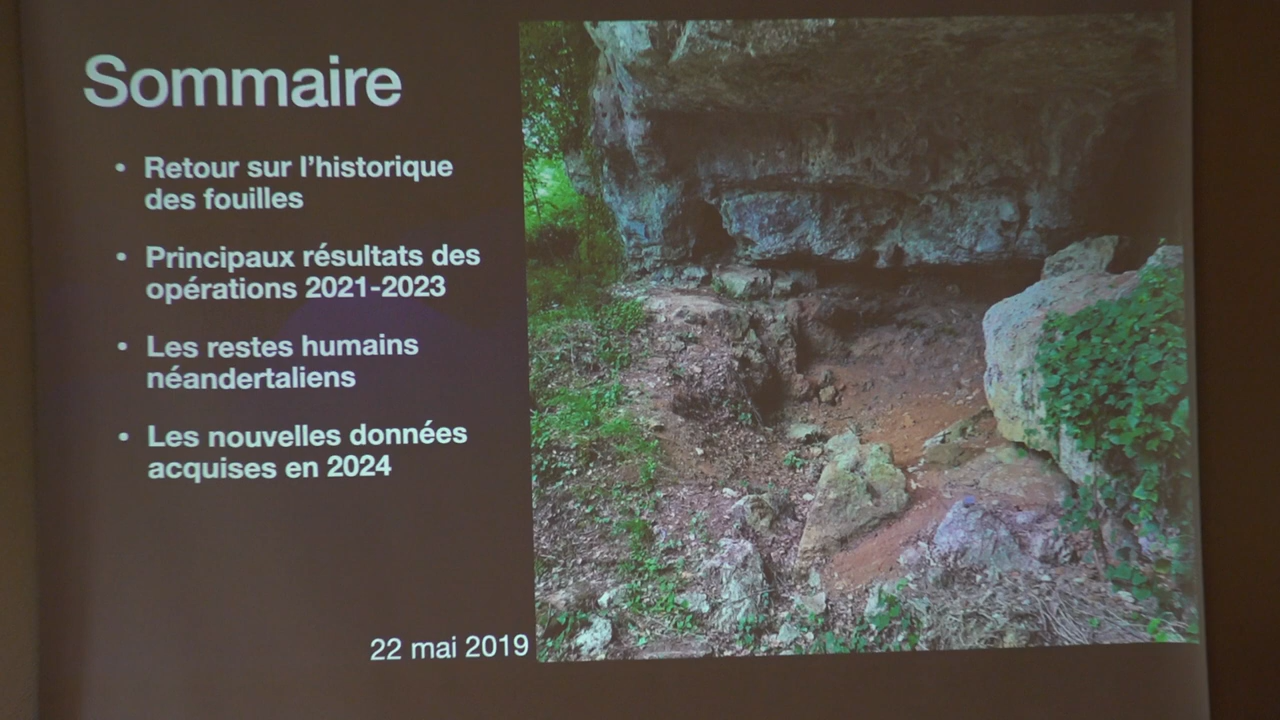 Sommaire
• Retour sur l’historique
des fouilles
• Principaux résultats des
opérations 2021-2023
• Les restes humains
néandertaliens
• Les nouvelles données
acquises en 2024
22 mai 2019